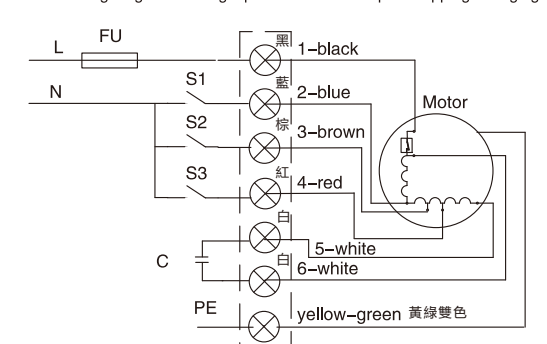 FU
L
黑
1-black
N
S1
藍
2-blue
Motor
S2
棕
3-brown
S3
紅
4-red
白
5-white
C
白
6-white
PE
yellow-green 黃綠雙色